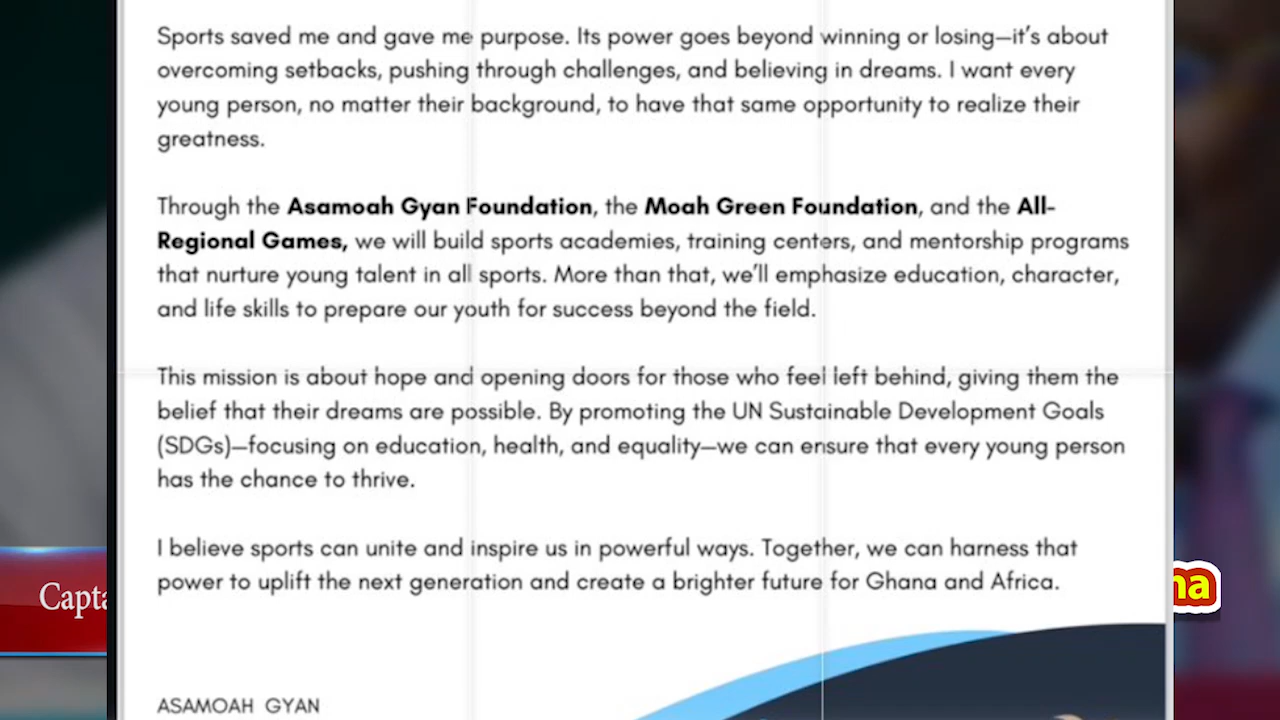 Sports saved me and gave me purpose. Its power goes beyond winning or losing—it's about
overcoming setbacks, pushing through challenges, and believing in dreams. I want every
young person, no matter their background, to have that same opportunity to realize their
greatness.
Through the Asamoah Gyan Foundation, the Moah Green Foundation, and the All-
Regional Games, we will build sports academies, training centers, and mentorship programs
that nurture young talent in all sports. More than that, we'll emphasize education, character,
and life skills to prepare our youth for success beyond the field.
This mission is about hope and opening doors for those who feel left behind, giving them the
belief that their dreams are possible. By promoting the UN Sustainable Development Goals
(SDGs)—focusing on education, health, and equality—we can ensure that every young person
has the chance to thrive.
I believe sports can unite and inspire us in powerful ways. Together, we can harness that
power to uplift the next generation and create a brighter future for Ghana and Africa.
Capta
na
ASAMOAH GYAN